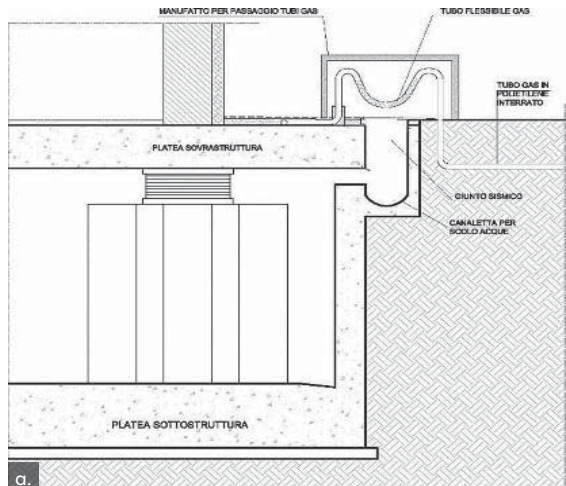 MANUFATTO PER PASSAGGIO TUBI GAS
TUBO FLESSIBILE GAS
TUBO GAS IN
POLIETILENE
INTERRATO
PLATEA SOVRASTRUTTURA
GIUNTO SISMICO
CANALETTA PER
SCOLO ACQUE
PLATEA SOTTOSTRUTTURA
a.